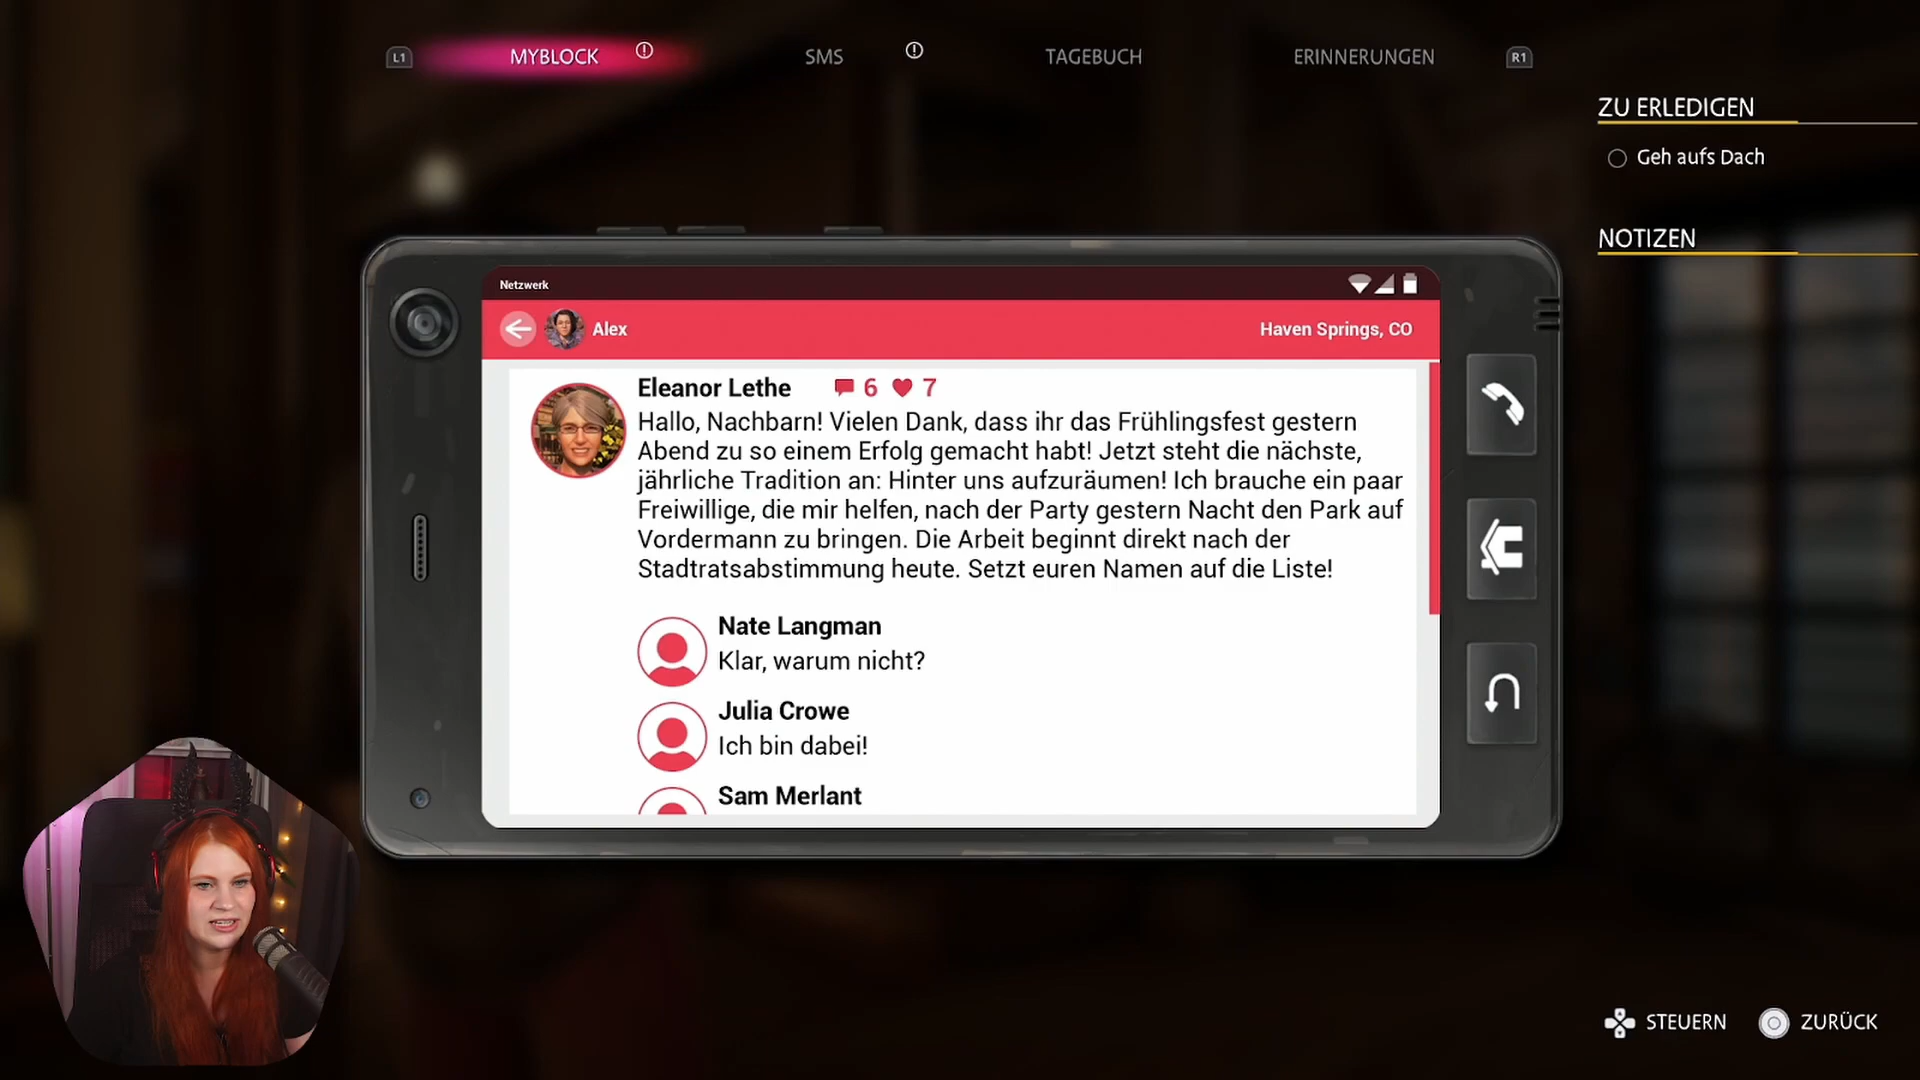 L1
MYBLOCK
SMS
TAGEBUCH
ERINNERUNGEN
R1
ZU ERLEDIGEN
Geh aufs Dach
NOTIZEN
Netzwerk
Alex
Haven Springs, CO
Eleanor Lethe 6 7
Hallo, Nachbarn! Vielen Dank, dass ihr das Frühlingsfest gestern
Abend zu so einem Erfolg gemacht habt! Jetzt steht die nächste,
jährliche Tradition an: Hinter uns aufzuräumen! Ich brauche ein paar
Freiwillige, die mir helfen, nach der Party gestern Nacht den Park auf
Vordermann zu bringen. Die Arbeit beginnt direkt nach der
Stadtratsabstimmung heute. Setzt euren Namen auf die Liste!
Nate Langman
Klar, warum nicht?
Julia Crowe
Ich bin dabei!
Sam Merlant
STEUERN
ZURÜCK